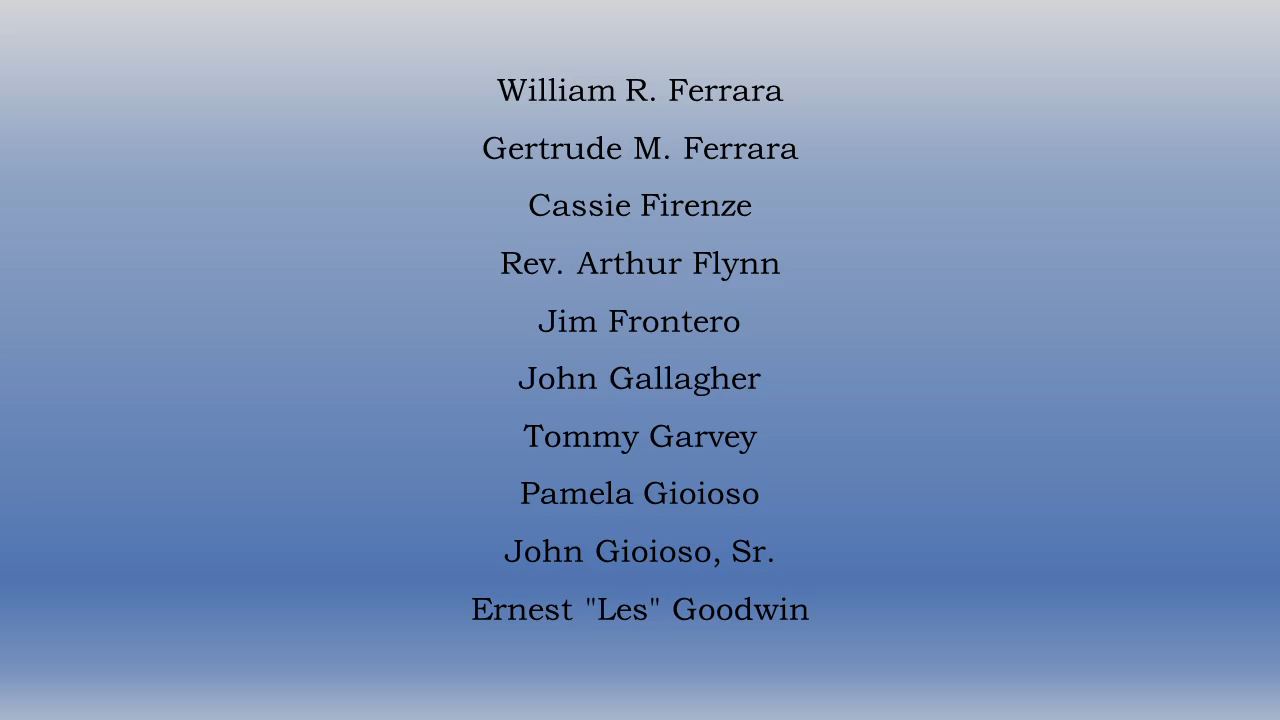 William R. Ferrara
Gertrude M. Ferrara
Cassie Firenze
Rev. Arthur Flynn
Jim Frontero
John Gallagher
Tommy Garvey
Pamela Gioioso
John Gioioso, Sr.
Ernest "Les" Goodwin